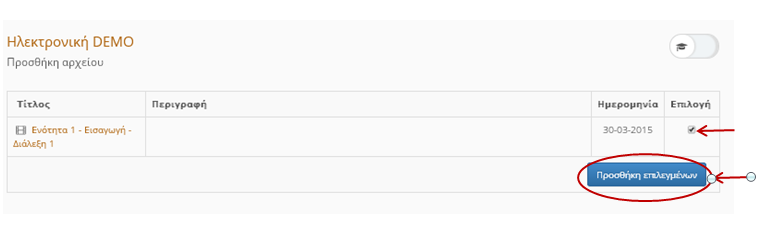 Ηλεκτρονική DEMO
Προσθήκη αρχείου
Τίτλος Περιγραφή Ημερομηνία Επιλογή
Ενότητα 1 - Εισαγωγή - 30-03-2015
Διάλεξη 1
Προσθήκη επιλεγμένων